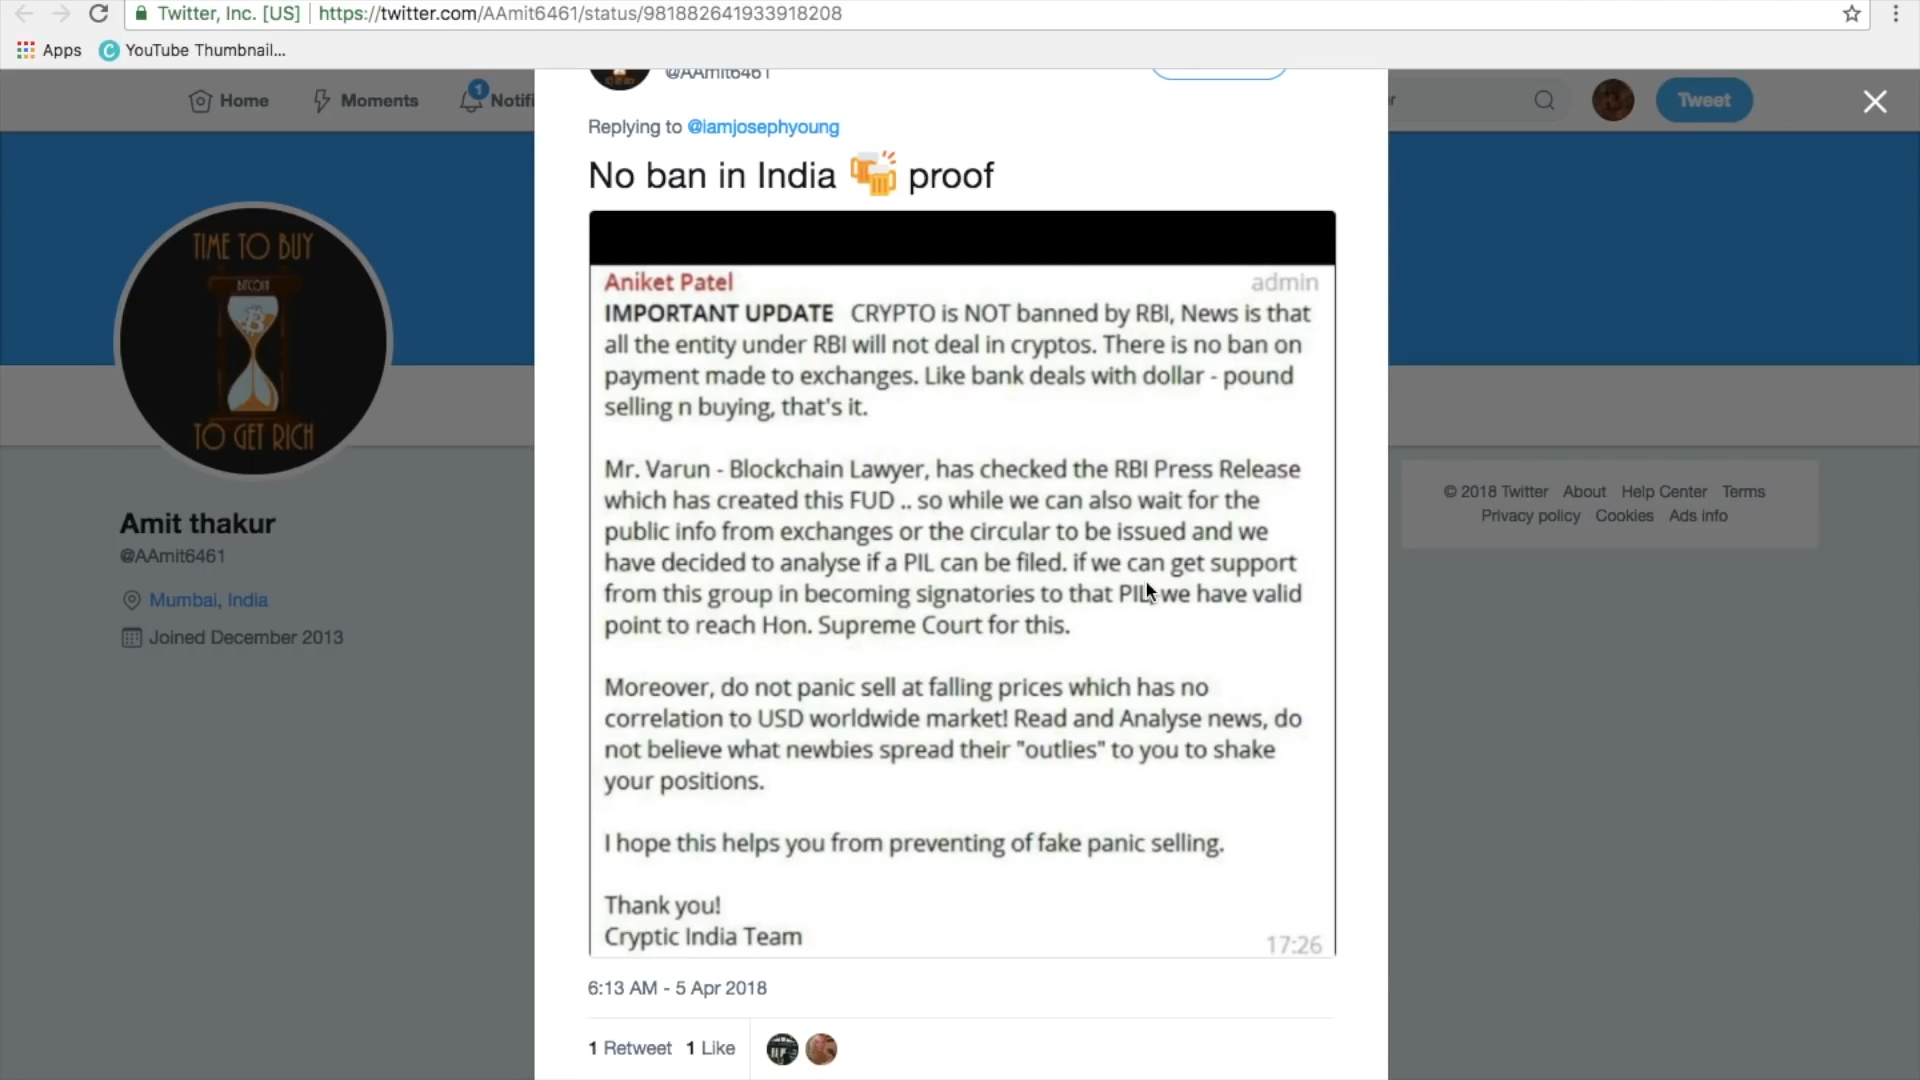 Twitter, Inc. [US] | https://twitter.com/AAmit6461/status/981882641933918208
Apps
YouTube Thumbnail...
Home
Moments
1
Notifi
Tweet
@AAmit6461
Replying to @iamjosephyoung
No ban in India 🍻 proof
TIME TO BUY
BITCOIN
TO GET RICH
Amit thakur
@AAmit6461
Mumbai, India
Joined December 2013
Aniket Patel
admin
IMPORTANT UPDATE CRYPTO is NOT banned by RBI, News is that
all the entity under RBI will not deal in cryptos. There is no ban on
payment made to exchanges. Like bank deals with dollar - pound
selling n buying, that's it.
Mr. Varun - Blockchain Lawyer, has checked the RBI Press Release
which has created this FUD .. so while we can also wait for the
public info from exchanges or the circular to be issued and we
have decided to analyse if a PIL can be filed. if we can get support
from this group in becoming signatories to that PIL we have valid
point to reach Hon. Supreme Court for this.
Moreover, do not panic sell at falling prices which has no
correlation to USD worldwide market! Read and Analyse news, do
not believe what newbies spread their "outlies" to you to shake
your positions.
I hope this helps you from preventing of fake panic selling.
Thank you!
Cryptic India Team
17:26
6:13 AM - 5 Apr 2018
1 Retweet 1 Like
© 2018 Twitter About Help Center Terms
Privacy policy Cookies Ads info